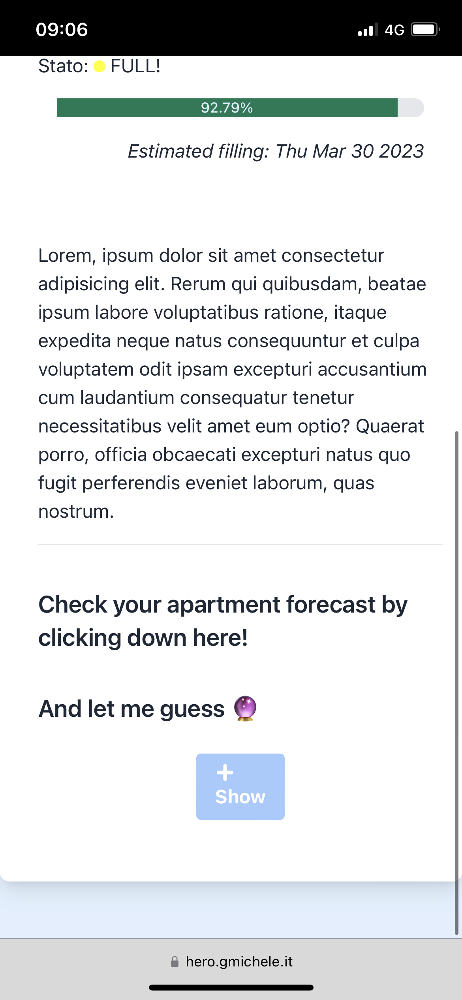 09:06
4G
Stato: FULL!
92.79%
Estimated filling: Thu Mar 30 2023
Lorem, ipsum dolor sit amet consectetur
adipisicing elit. Rerum qui quibusdam, beatae
ipsum labore voluptatibus ratione, itaque
expedita neque natus consequuntur et culpa
voluptatem odit ipsam excepturi accusantium
cum laudantium consequatur tenetur
necessitatibus velit amet eum optio? Quaerat
porro, officia obcaecati excepturi natus quo
fugit perferendis eveniet laborum, quas
nostrum.
Check your apartment forecast by
clicking down here!
And let me guess 🔮
+
Show
hero.gmichele.it